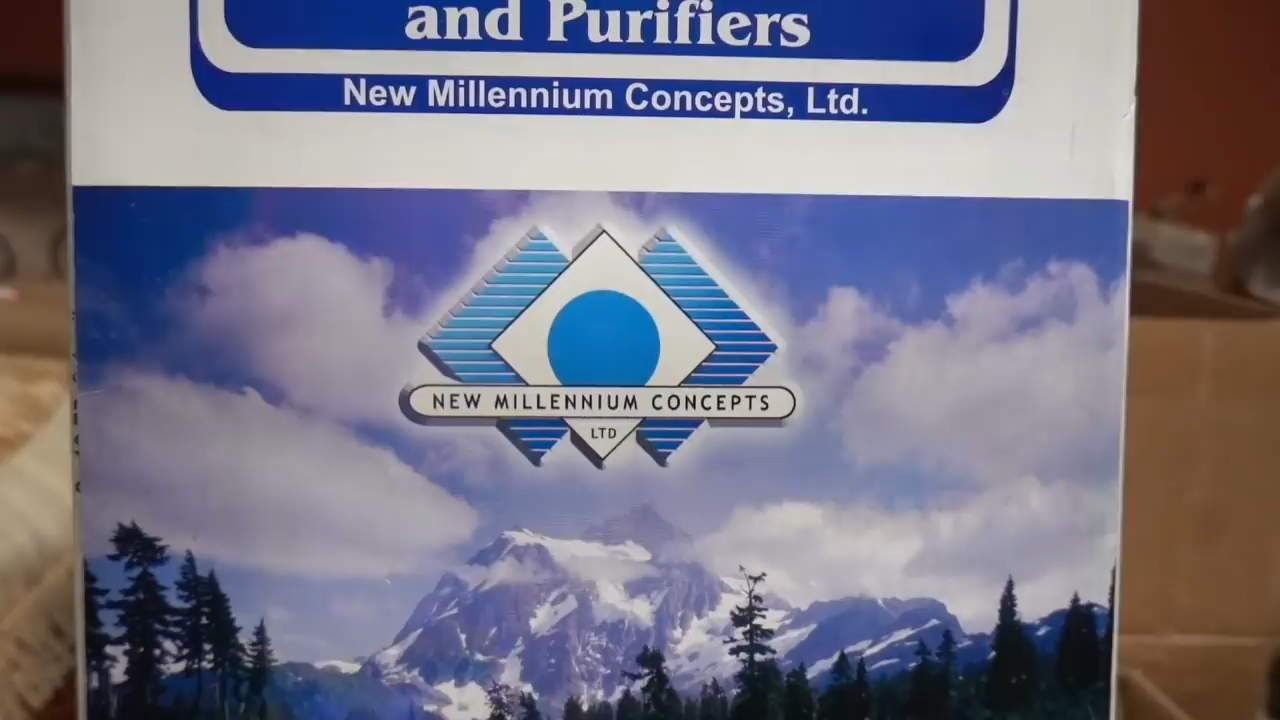 and Purifiers
New Millennium Concepts, Ltd.
NEW MILLENNIUM CONCEPTS
LTD